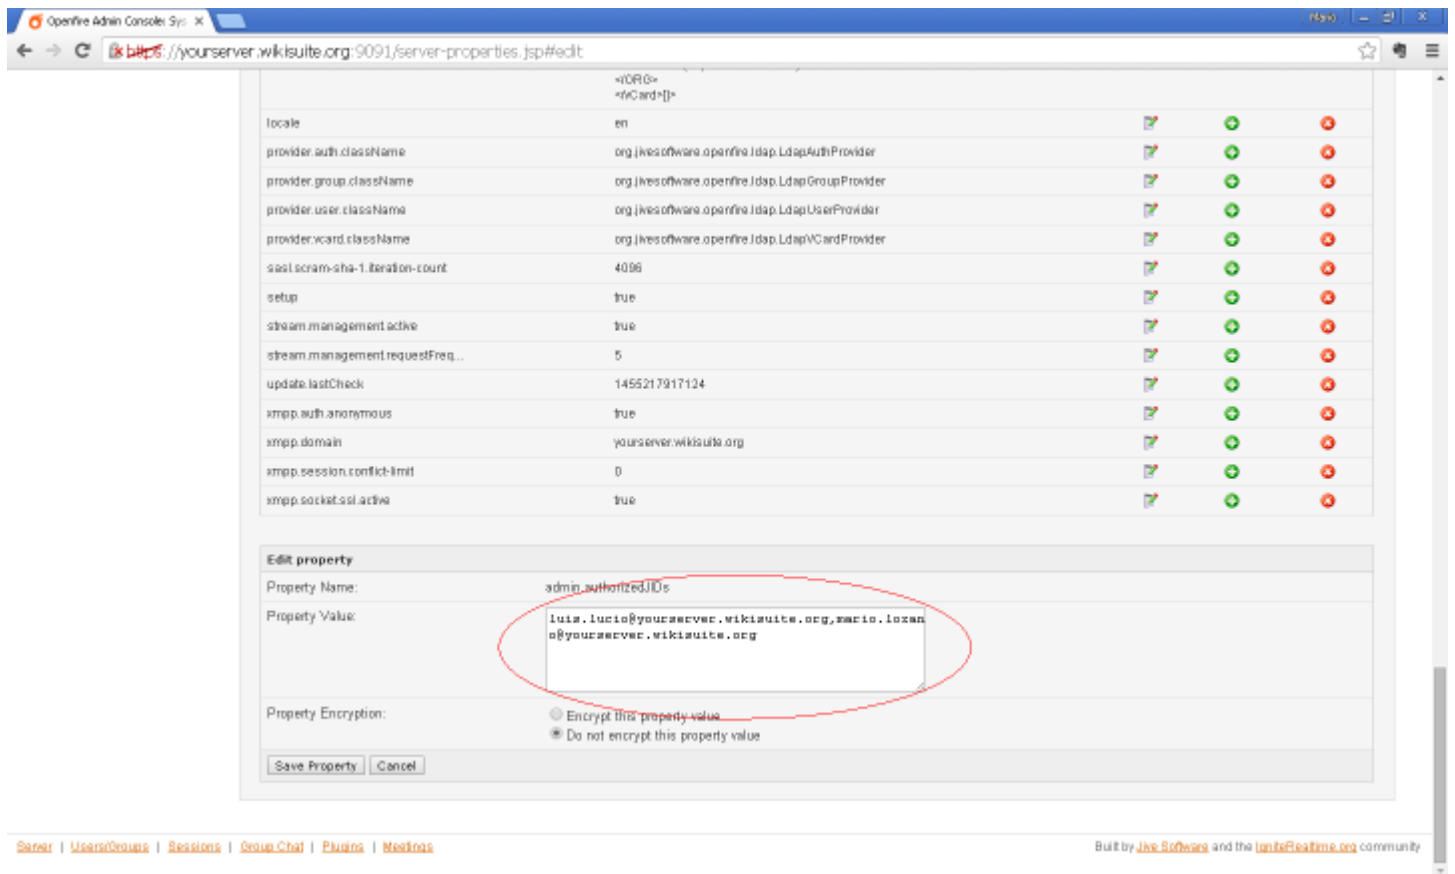 Openfire Admin Console: Sys
Mario
https://yourserver.wikisuite.org:9091/server-properties.jsp#edit
</ORG>
</vCard>]]>
locale en
provider.auth.className org.jivesoftware.openfire.ldap.LdapAuthProvider
provider.group.className org.jivesoftware.openfire.ldap.LdapGroupProvider
provider.user.className org.jivesoftware.openfire.ldap.LdapUserProvider
provider.vcard.className org.jivesoftware.openfire.ldap.LdapVCardProvider
sasl.scram-sha-1.iteration-count 4096
setup true
stream.management.active true
stream.management.requestFreq... 5
update.lastCheck 1455217917124
xmpp.auth.anonymous true
xmpp.domain yourserver.wikisuite.org
xmpp.session.conflict-limit 0
xmpp.socket.ssl.active true
Edit property
Property Name: admin.authorizedJIDs
Property Value: luis.lucio@yourserver.wikisuite.org,mario.lozan
o@yourserver.wikisuite.org
Property Encryption: Encrypt this property value
Do not encrypt this property value
Save Property Cancel
Server | Users/Groups | Sessions | Group Chat | Plugins | Meetings Built by Jive Software and the IgniteRealtime.org community